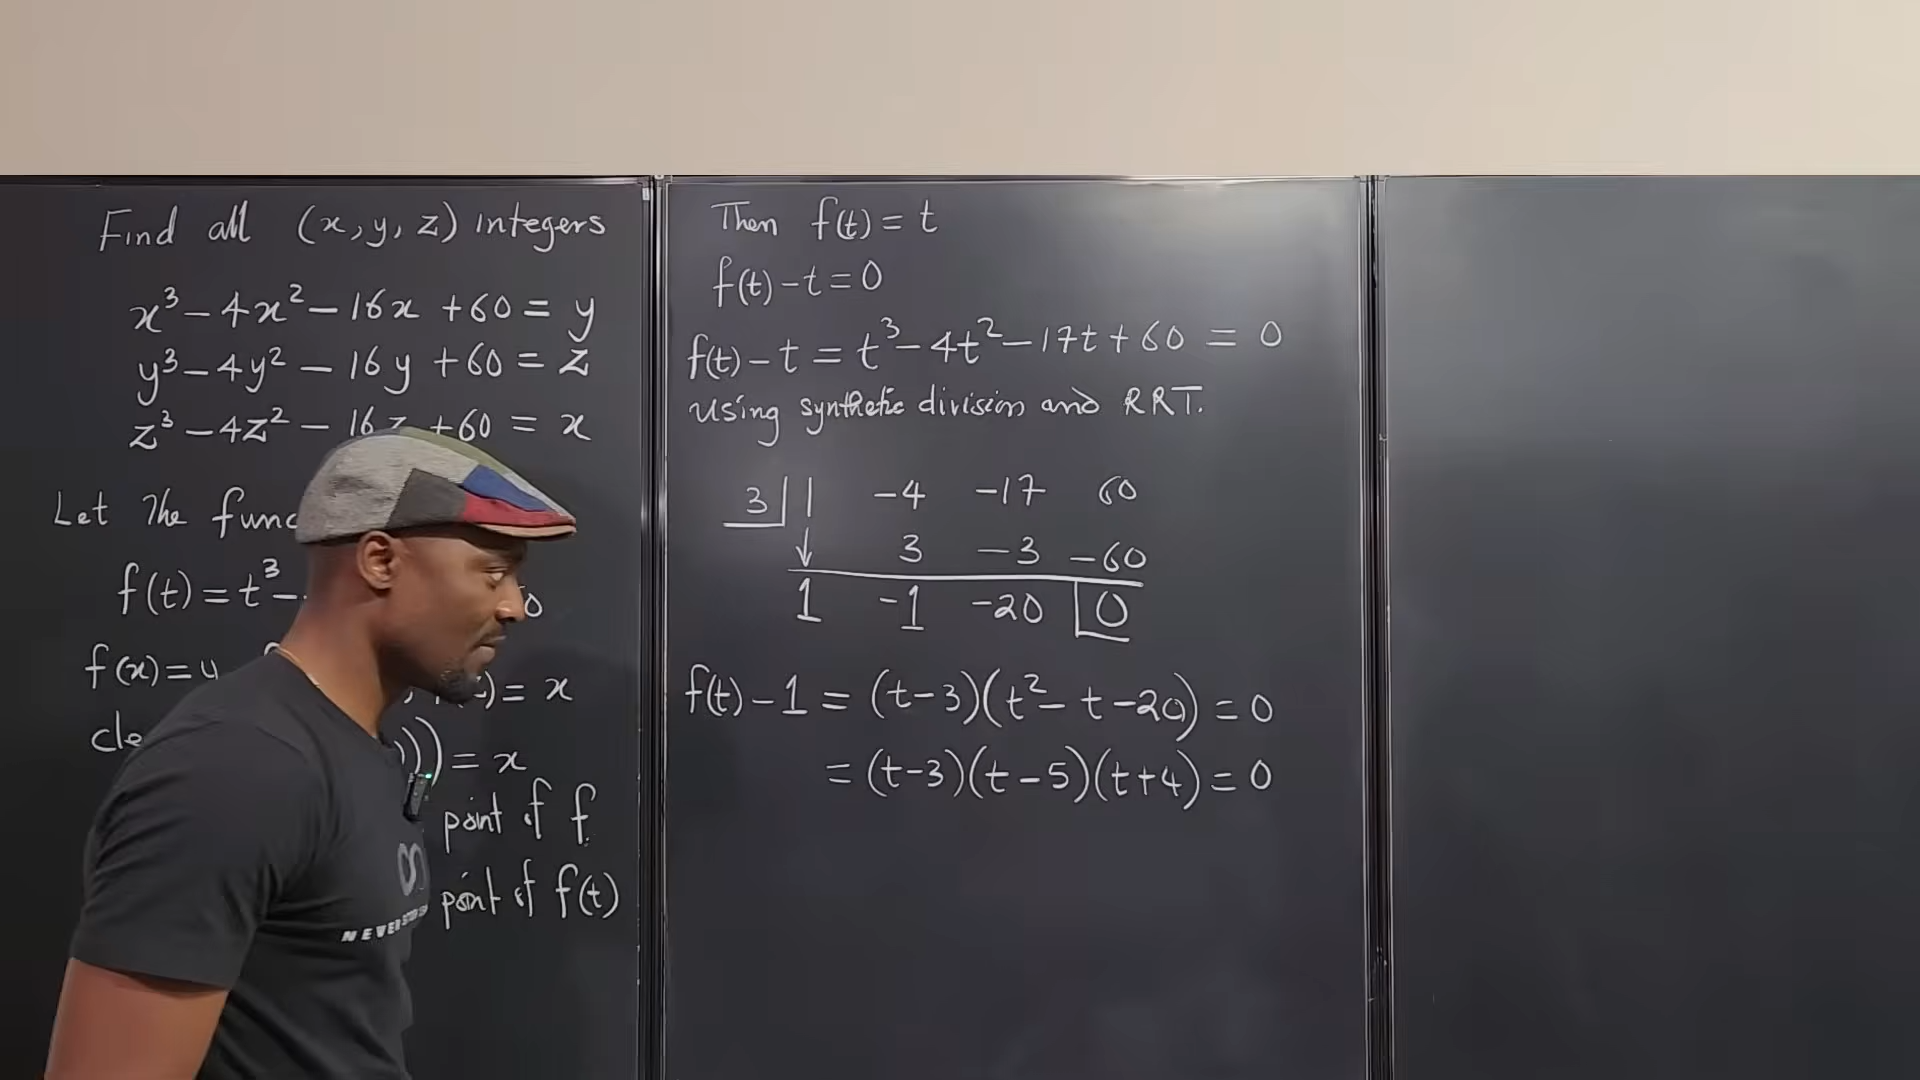 Find all (x, y, z) integers
x³ - 4x² - 16x + 60 = y
y³ - 4y² - 16y + 60 = z
z³ - 4z² - 16z + 60 = x
Let The func
f(t) = t³ -
f(x) = y
) = x
cle
))) = x
point of f
point of f(t)
Then f(t) = t
f(t) - t = 0
f(t) - t = t³ - 4t² - 17t + 60 = 0
Using synthetic division and RRT.
3 | 1 -4 -17 60
↓ 3 -3 -60
1 -1 -20 0
f(t) - 1 = (t-3)(t² - t - 20) = 0
= (t-3)(t-5)(t+4) = 0